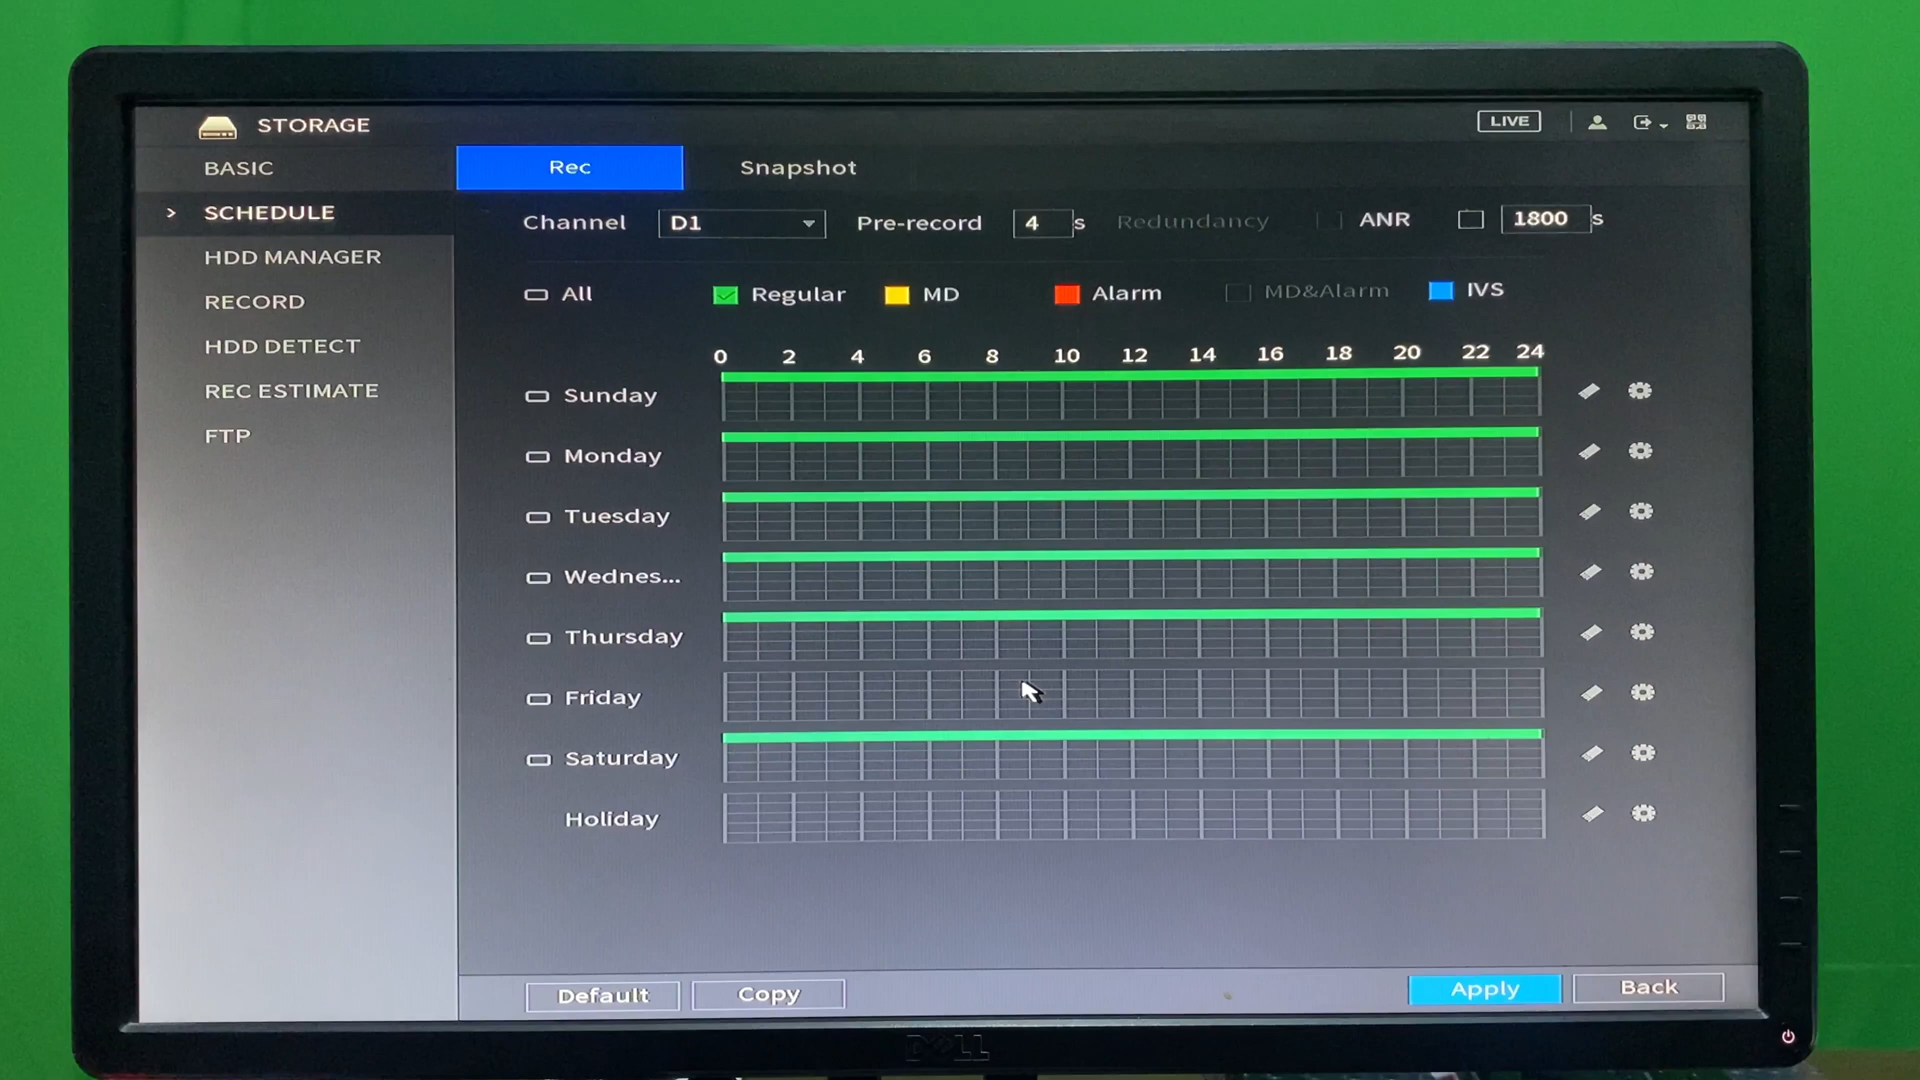 STORAGE
LIVE
BASIC
SCHEDULE
HDD MANAGER
RECORD
HDD DETECT
REC ESTIMATE
FTP
Rec Snapshot
Channel D1 Pre-record 4 s Redundancy ANR 1800 s
All Regular MD Alarm MD&Alarm IVS
0 2 4 6 8 10 12 14 16 18 20 22 24
Sunday
Monday
Tuesday
Wednes...
Thursday
Friday
Saturday
Holiday
Default Copy Apply Back
DELL